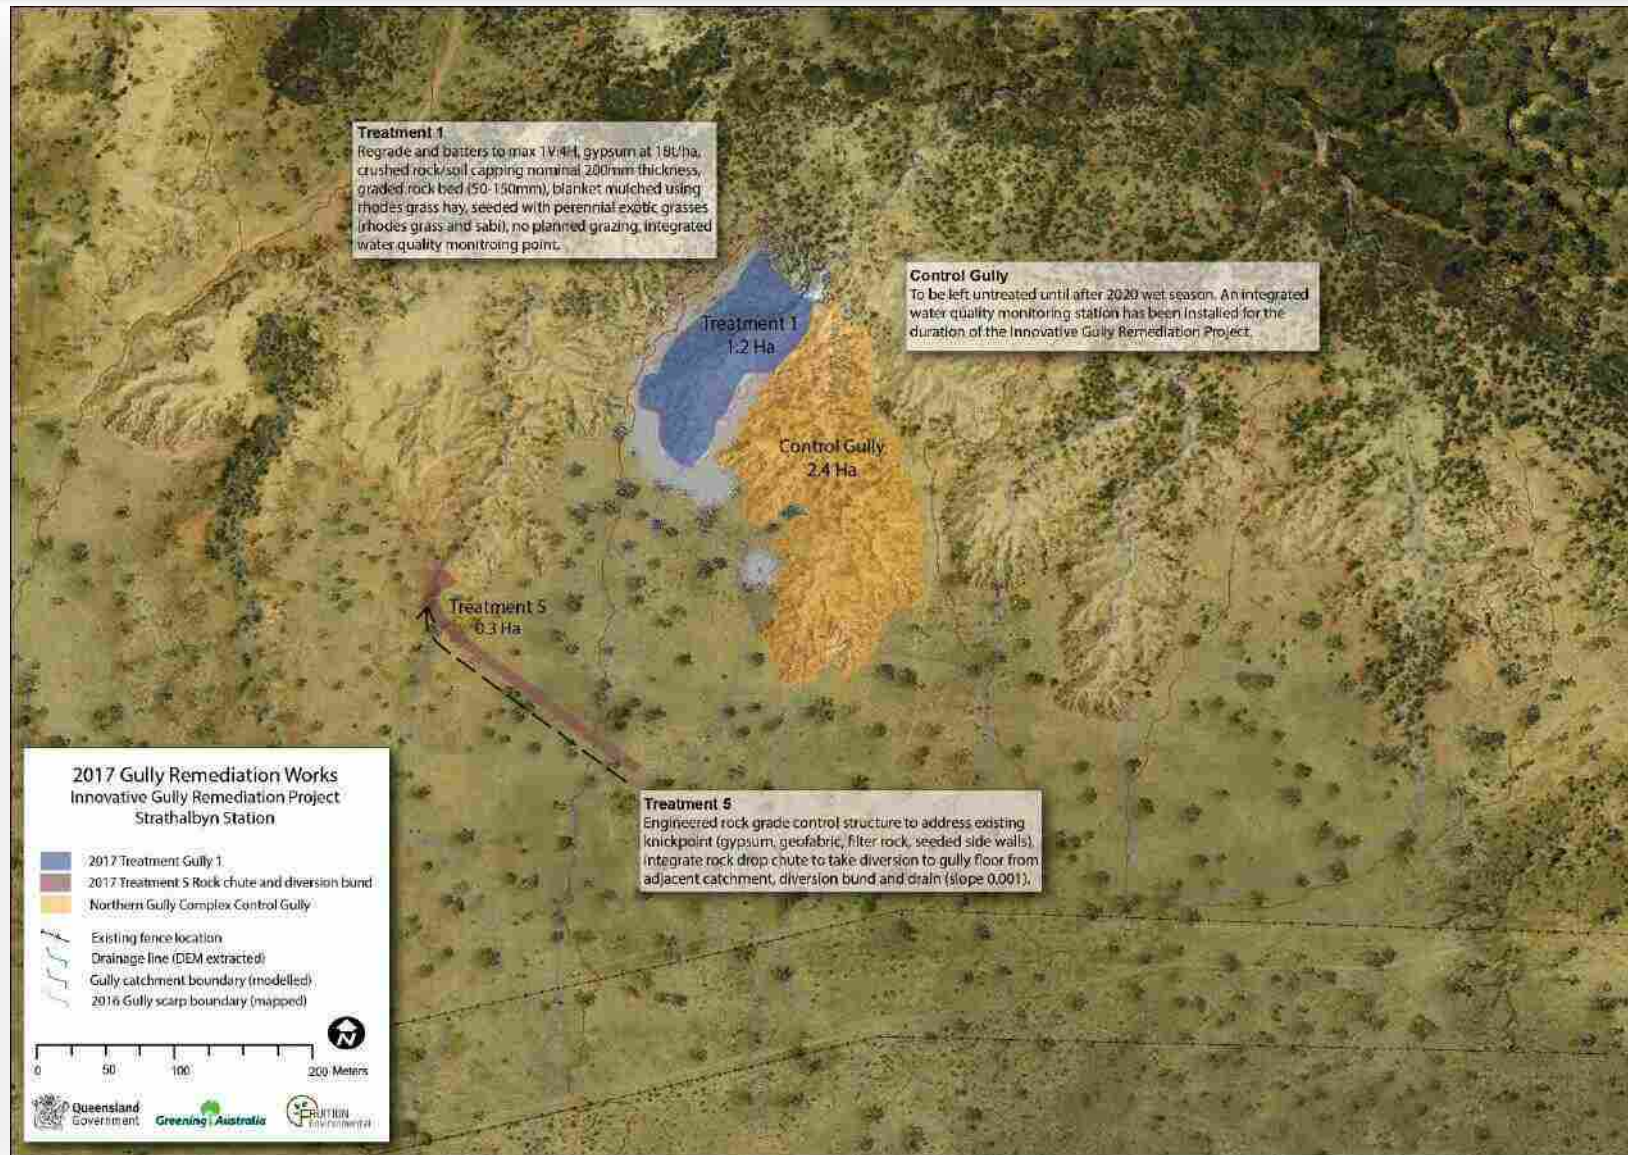 Treatment 1
Regrade and batters to max 1V:4H, gypsum at 18t/ha,
crushed rock/soil capping nominal 200mm thickness,
graded rock bed (50-150mm), blanket mulched using
rhodes grass hay, seeded with perennial exotic grasses
(rhodes grass and sabi), no planned grazing, integrated
water quality monitroing point.
Control Gully
To be left untreated until after 2020 wet season. An integrated
water quality monitoring station has been installed for the
duration of the Innovative Gully Remediation Project.
Treatment 1
1.2 Ha
Control Gully
2.4 Ha
Treatment 5
0.3 Ha
Treatment 5
Engineered rock grade control structure to address existing
knickpoint (gypsum, geofabric, filter rock, seeded side walls).
Integrate rock drop chute to take diversion to gully floor from
adjacent catchment, diversion bund and drain (slope 0.001).
2017 Gully Remediation Works
Innovative Gully Remediation Project
Strathalbyn Station
2017 Treatment Gully 1
2017 Treatment 5 Rock chute and diversion bund
Northern Gully Complex Control Gully
Existing fence location
Drainage line (DEM extracted)
Gully catchment boundary (modelled)
2016 Gully scarp boundary (mapped)
N
0 50 100 200 Meters
Queensland
Government
Greening Australia
FRUITION
Environmental